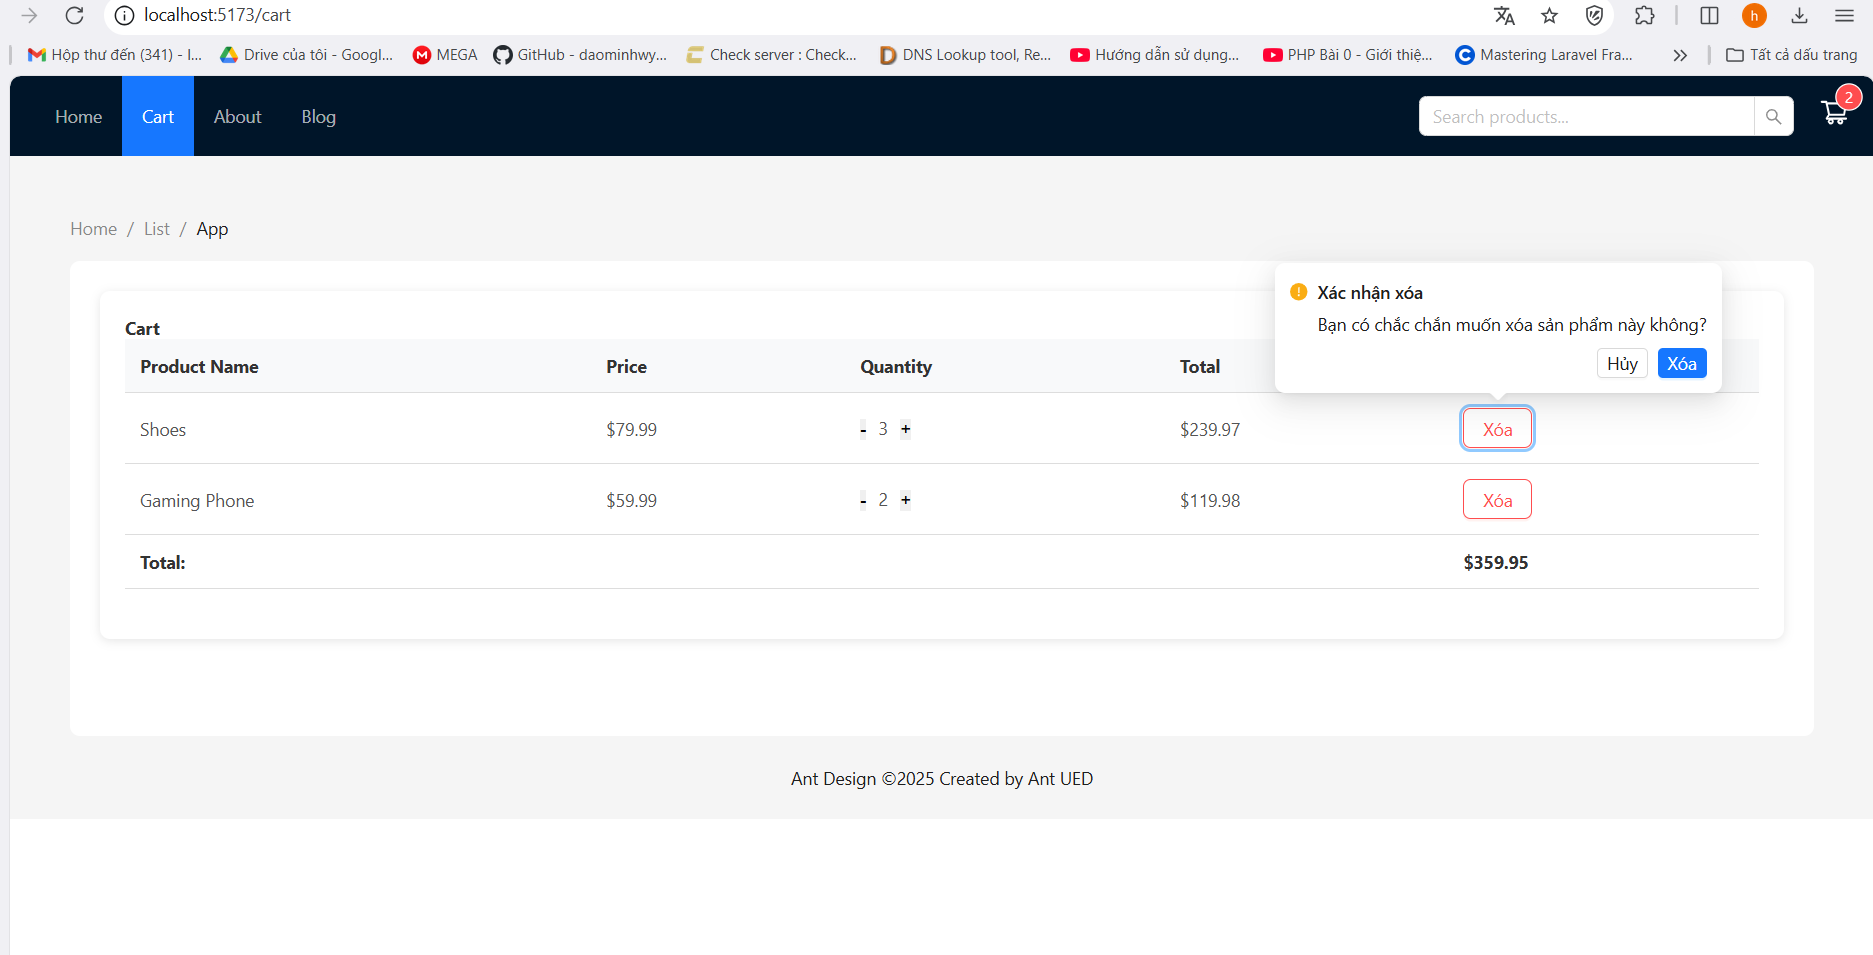 localhost:5173/cart
Hộp thư đến (341) - I... Drive của tôi - Googl... MEGA GitHub - daominhwy... Check server : Check... DNS Lookup tool, Re... Hướng dẫn sử dụng... PHP Bài 0 - Giới thiệ... Mastering Laravel Fra... Tất cả dấu trang
Home Cart About Blog Search products... 2
Home / List / App
Xác nhận xóa
Bạn có chắc chắn muốn xóa sản phẩm này không?
Hủy Xóa
Cart
Product Name Price Quantity Total
Shoes $79.99 - 3 + $239.97 Xóa
Gaming Phone $59.99 - 2 + $119.98 Xóa
Total: $359.95
Ant Design ©2025 Created by Ant UED